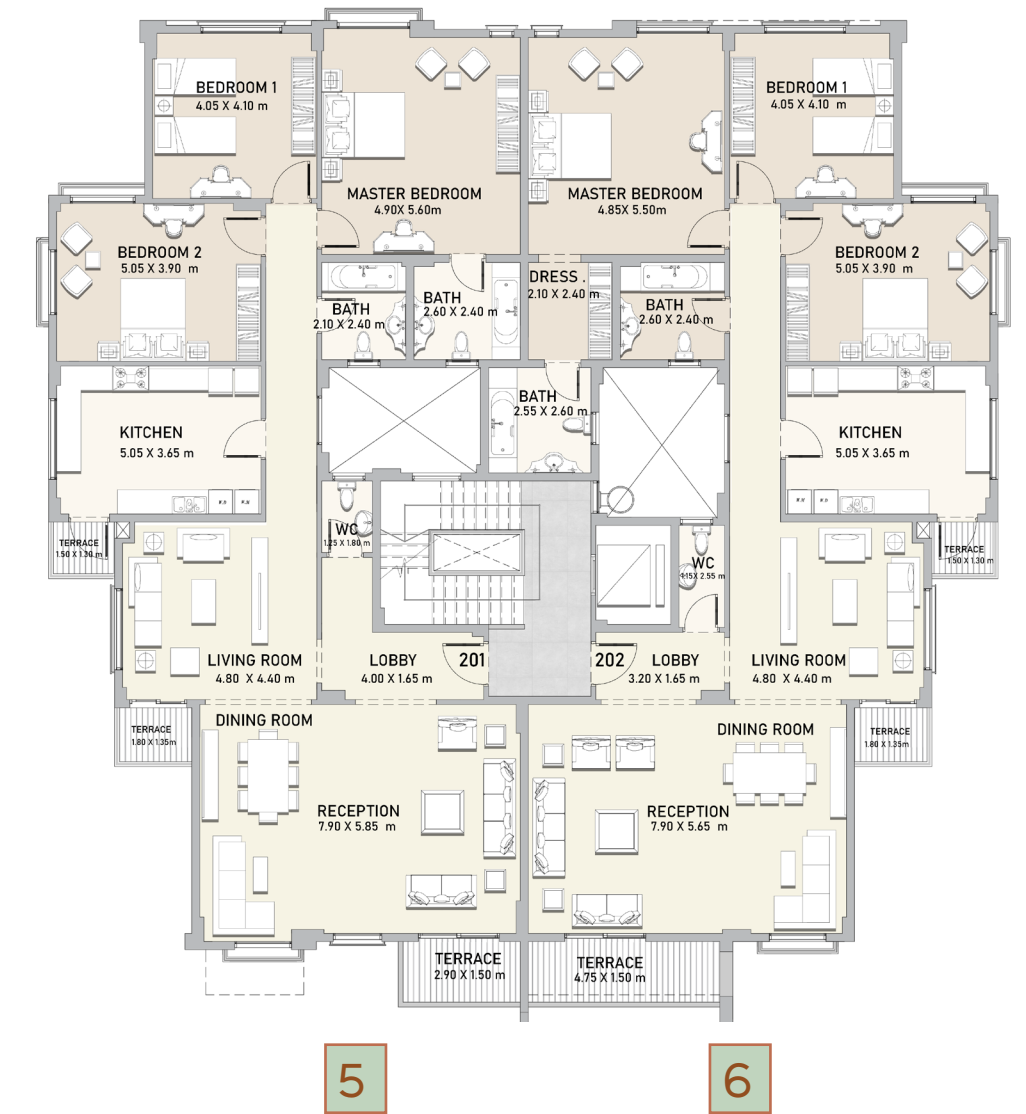 BEDROOM 1
4.05 X 4.10 m
MASTER BEDROOM
4.90X 5.60m
MASTER BEDROOM
4.85X 5.50m
BEDROOM 1
4.05 X 4.10 m
BEDROOM 2
5.05 X 3.90 m
BATH
2.10 X 2.40 m
BATH
2.60 X 2.40 m
DRESS .
2.10 X 2.40 m
BATH
2.60 X 2.40 m
BEDROOM 2
5.05 X 3.90 m
KITCHEN
5.05 X 3.65 m
BATH
2.55 X 2.60 m
KITCHEN
5.05 X 3.65 m
TERRACE
1.50 X 1.30 m
WC
1.25 X 1.80 m
WC
1.15X 2.55 m
TERRACE
1.50 X 1.30 m
LIVING ROOM
4.80 X 4.40 m
LOBBY
4.00 X 1.65 m
201
202
LOBBY
3.20 X 1.65 m
LIVING ROOM
4.80 X 4.40 m
TERRACE
1.80 X 1.35m
DINING ROOM
DINING ROOM
TERRACE
1.80 X 1.35m
RECEPTION
7.90 X 5.85 m
RECEPTION
7.90 X 5.65 m
TERRACE
2.90 X 1.50 m
TERRACE
4.75 X 1.50 m
5
6